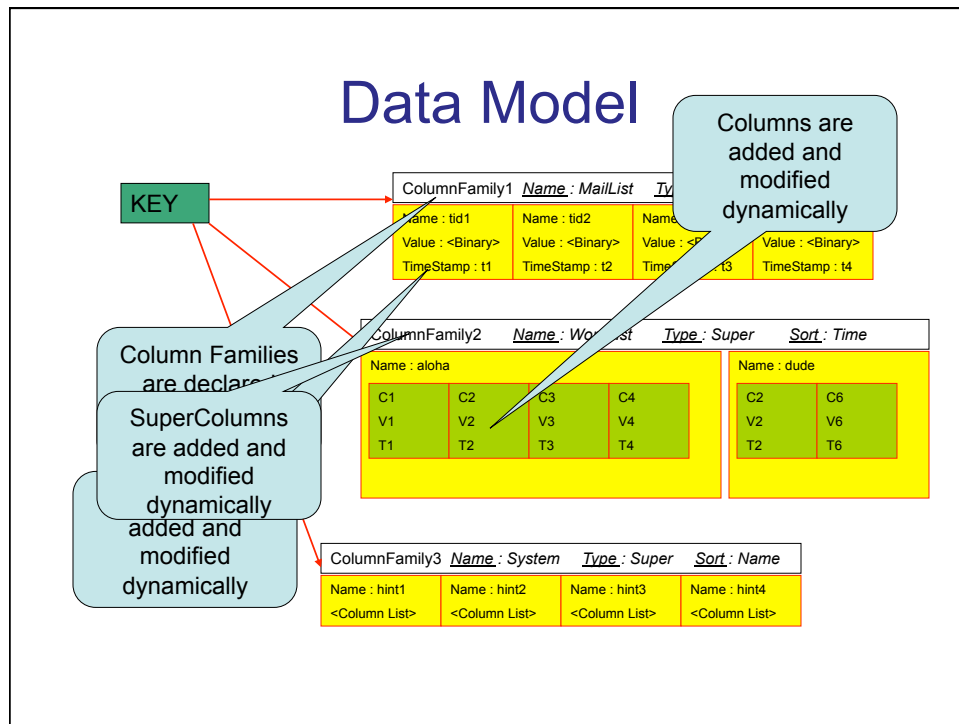 Data Model
Columns are
added and
modified
dynamically
KEY
ColumnFamily1 Name : MailList
Name : tid1
Value : <Binary>
TimeStamp : t1
Name : tid2
Value : <Binary>
TimeStamp : t2
TimeStamp : t3
Value : <Binary>
TimeStamp : t4
Column Families
are
SuperColumns
are added and
modified
dynamically
added and
modified
dynamically
ColumnFamily2 Name : Type : Super Sort : Time
Name : aloha
C1 C2 C3 C4
V1 V2 V3 V4
T1 T2 T3 T4
Name : dude
C2 C6
V2 V6
T2 T6
ColumnFamily3 Name : System Type : Super Sort : Name
Name : hint1
<Column List>
Name : hint2
<Column List>
Name : hint3
<Column List>
Name : hint4
<Column List>